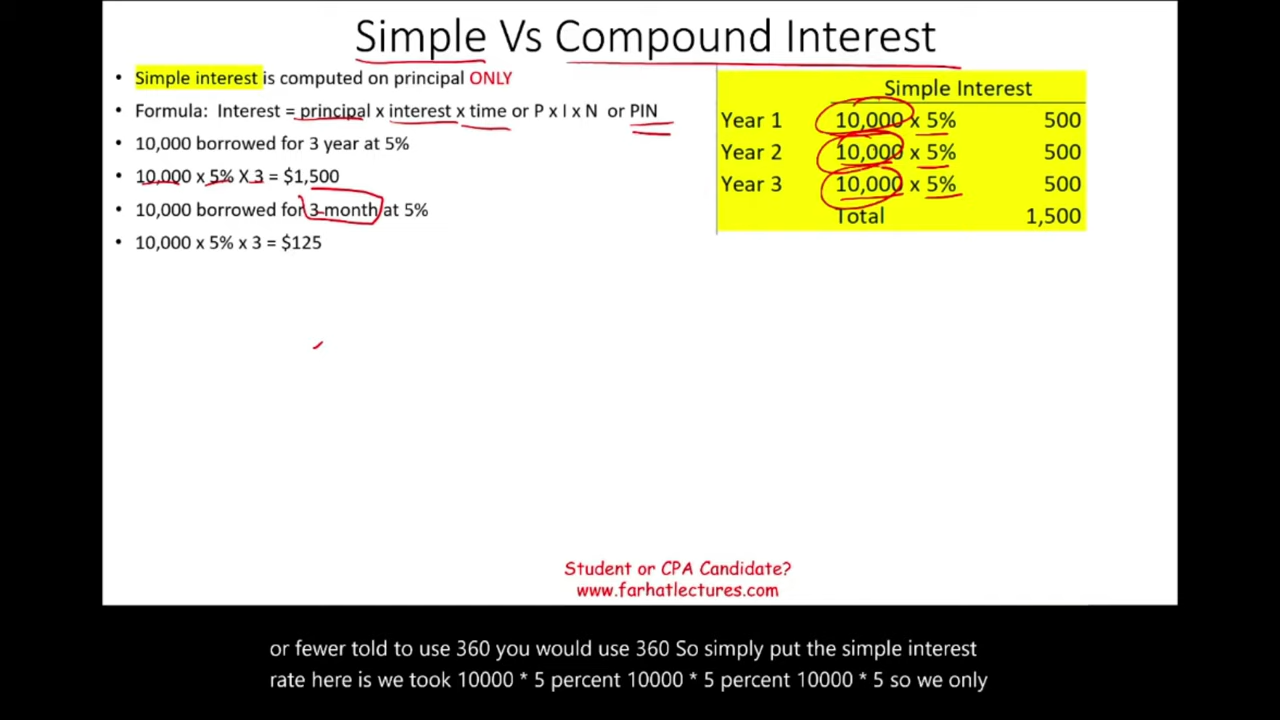 Simple Vs Compound Interest
• Simple interest is computed on principal ONLY
• Formula: Interest = principal x interest x time or P x I x N or PIN
• 10,000 borrowed for 3 year at 5%
• 10,000 x 5% X 3 = $1,500
• 10,000 borrowed for 3-month at 5%
• 10,000 x 5% x 3 = $125
Simple Interest
Year 1 10,000 x 5% 500
Year 2 10,000 x 5% 500
Year 3 10,000 x 5% 500
Total 1,500
Student or CPA Candidate?
www.farhatlectures.com
or fewer told to use 360 you would use 360 So simply put the simple interest
rate here is we took 10000 * 5 percent 10000 * 5 percent 10000 * 5 so we only